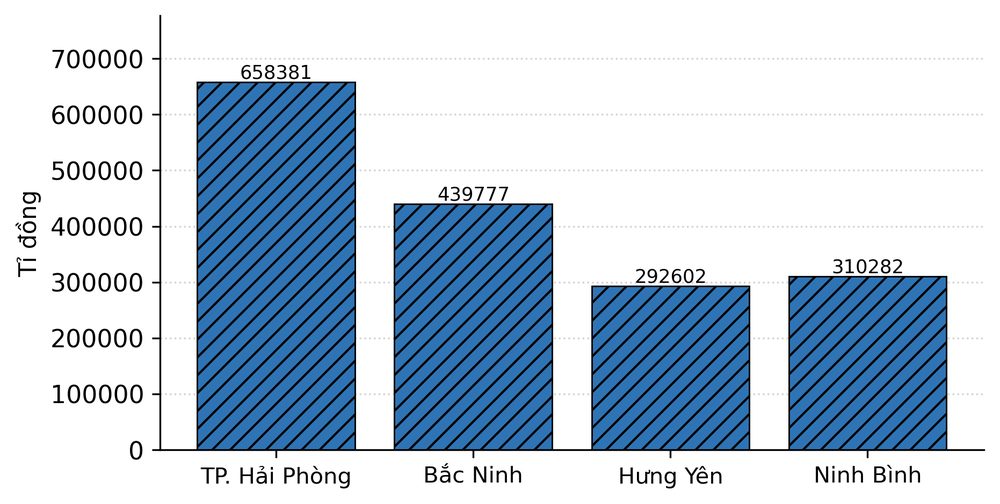 700000
600000
500000
400000
300000
200000
100000
0
Tỉ đồng
658381
439777
292602
310282
TP. Hải Phòng
Bắc Ninh
Hưng Yên
Ninh Bình